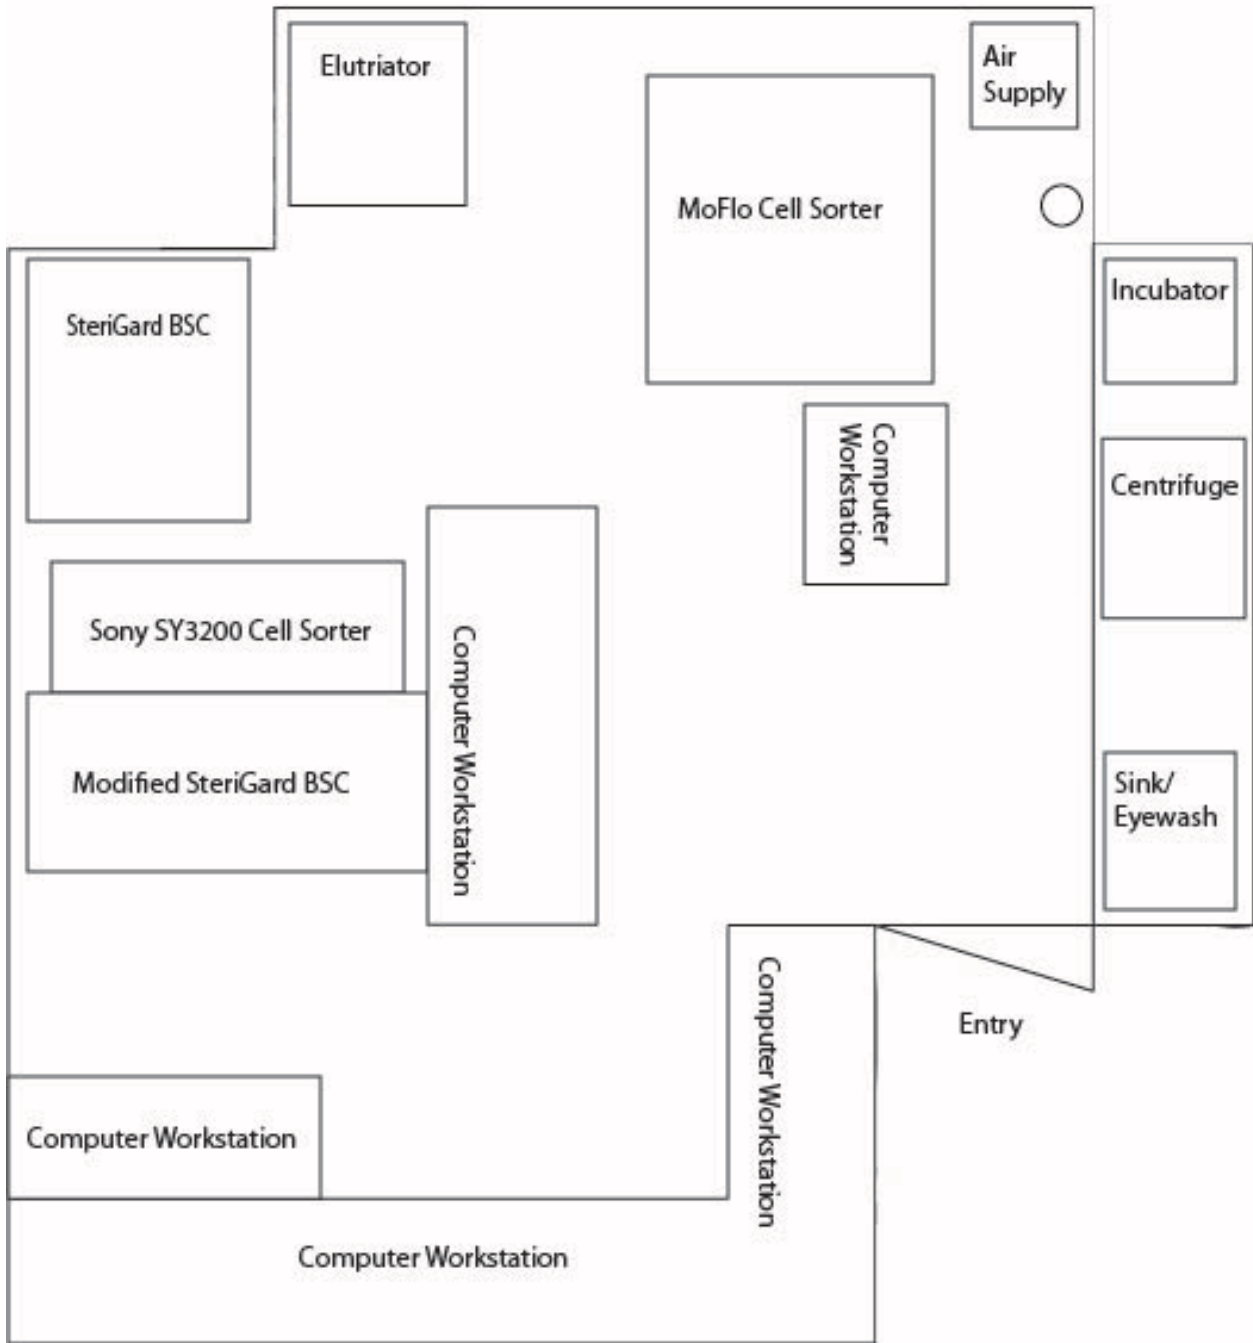 Elutriator
Air
Supply
MoFlo Cell Sorter
SteriGard BSC
Incubator
Computer
Workstation
Centrifuge
Sony SY3200 Cell Sorter
Computer Workstation
Modified SteriGard BSC
Sink/
Eyewash
Computer Workstation
Entry
Computer Workstation
Computer Workstation